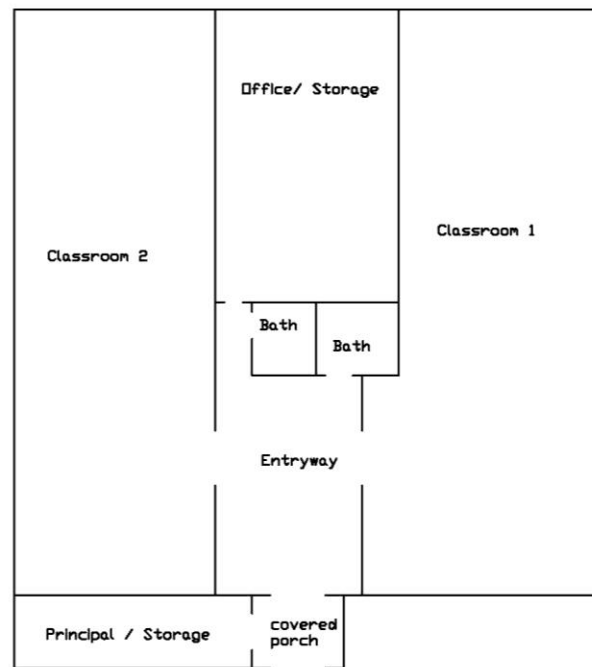 Office/ Storage
Classroom 1
Classroom 2
Bath
Bath
Entryway
Principal / Storage
covered
porch